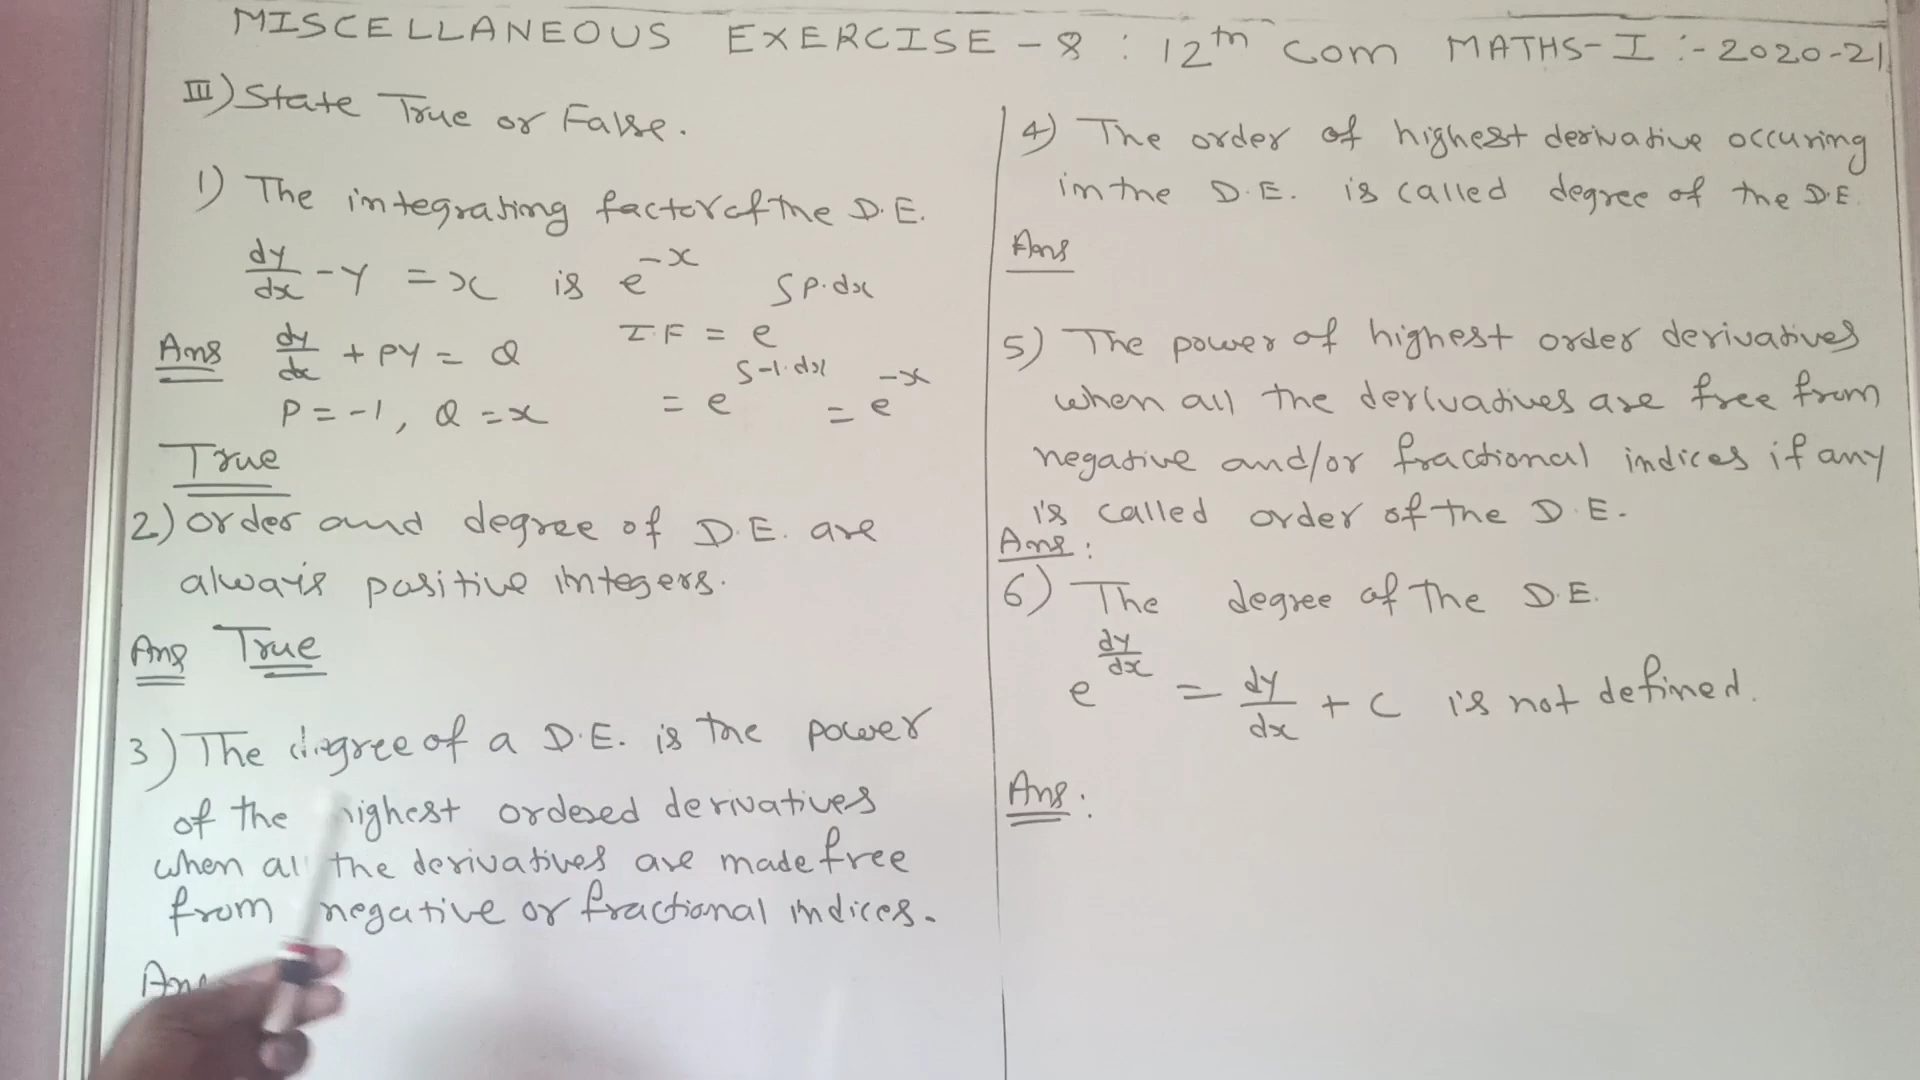 MISCELLANEOUS EXERCISE - 8 : 12th com MATHS-I :- 2020-21
III) State True or False.
1) The integrating factor of the D.E.
dy/dx - y = x is e^-x
Ans dy/dx + py = Q
P = -1, Q = x
I.F = e^∫p.dx
= e^∫-1.dx = e^-x
True
2) order and degree of D.E. are
always positive integers.
Ans True
3) The degree of a D.E. is the power
of the highest ordered derivatives
when all the derivatives are made free
from negative or fractional indices.
Ans
4) The order of highest derivative occuring
in the D.E. is called degree of the D.E.
Ans
5) The power of highest order derivatives
when all the derivatives are free from
negative and/or fractional indices if any
is called order of the D.E.
Ans:
6) The degree of the D.E.
e^dy/dx = dy/dx + c is not defined.
Ans: